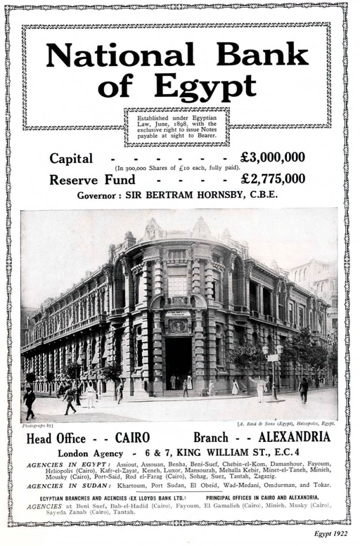 National Bank
of Egypt
Established under Egyptian
Law, June, 1898, with the
exclusive right to issue Notes
payable at sight to Bearer.
Capital - - - - - - £3,000,000
(In 300,000 Shares of £10 each, fully paid).
Reserve Fund - - - - £2,775,000
Governor : SIR BERTRAM HORNSBY, C.B.E.
Photograph By] [A. Reid & Sons (Egypt), Heliopolis, Egypt.
Head Office - - CAIRO Branch - - ALEXANDRIA
London Agency - 6 & 7, KING WILLIAM ST., E.C. 4
AGENCIES IN EGYPT : Assiout, Assouan, Benha, Beni-Suef, Chebin-el-Kom, Damanhour, Fayoum,
Heliopolis (Cairo), Kafr-el-Zayat, Keneh, Luxor, Mansourah, Mehalla Kebir, Minet-el-Tameh, Minieh,
Mousky (Cairo), Port-Said, Rod el-Farag (Cairo), Sohag, Suez, Tantah, Zagazig.
AGENCIES IN SUDAN : Khartoum, Port Sudan, El Obeid, Wad-Medani, Omdurman, and Tokar.
EGYPTIAN BRANCHES AND AGENCIES (EX LLOYDS BANK LTD.) PRINCIPAL OFFICES IN CAIRO AND ALEXANDRIA.
AGENCIES at Beni Suef, Bab-el-Hadid (Cairo), Fayoum, El Gamalieh (Cairo), Minieh, Musky (Cairo),
Sayeda Zanab (Cairo), Tantah.
Egypt 1922